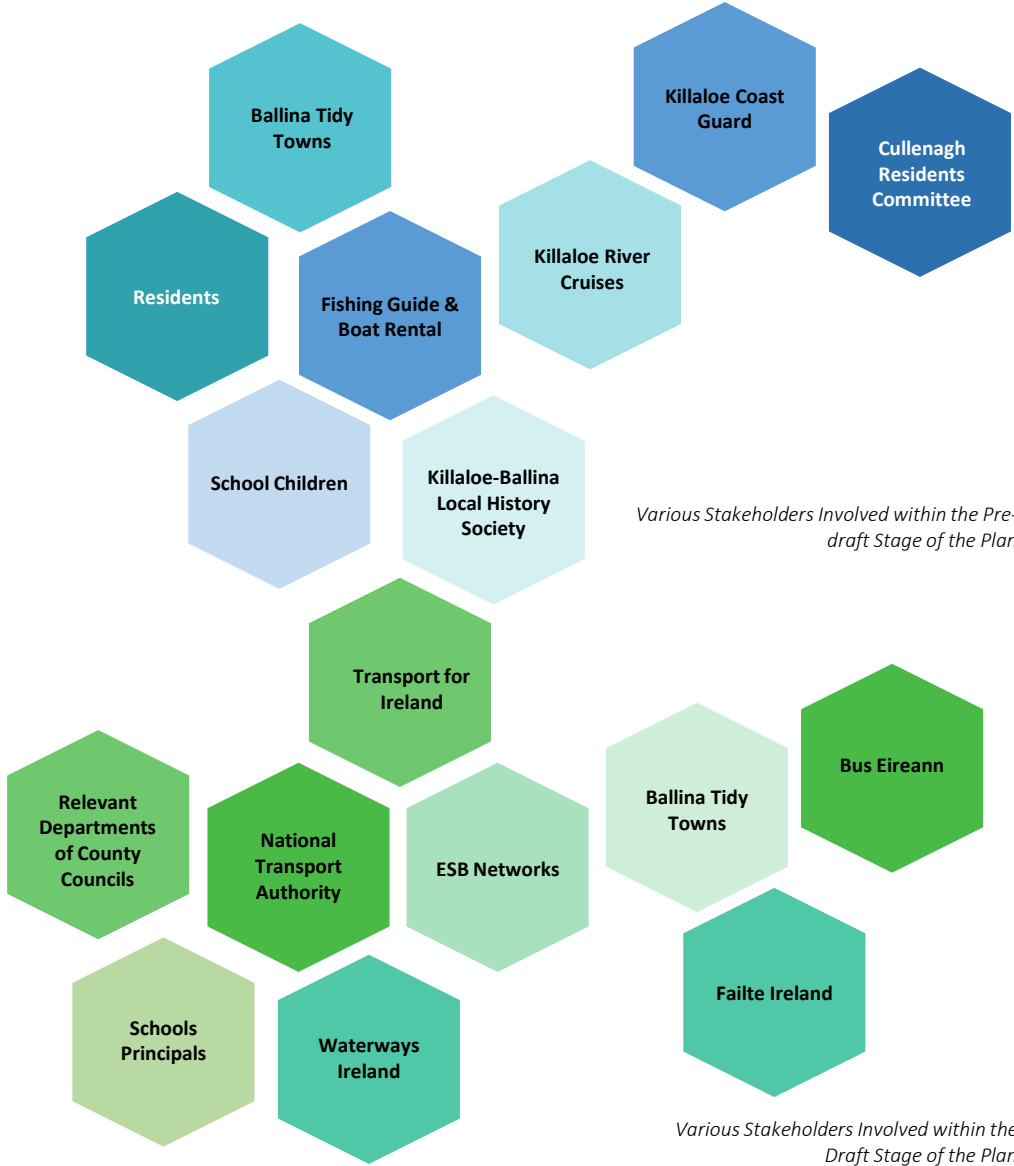 Ballina Tidy
Towns
Killaloe Coast
Guard
Cullenagh
Residents
Committee
Residents
Fishing Guide &
Boat Rental
Killaloe River
Cruises
School Children
Killaloe-Ballina
Local History
Society
Various Stakeholders Involved within the Pre-
draft Stage of the Plan
Transport for
Ireland
Relevant
Departments
of County
Councils
National
Transport
Authority
ESB Networks
Ballina Tidy
Towns
Bus Eireann
Schools
Principals
Waterways
Ireland
Failte Ireland
Various Stakeholders Involved within the
Draft Stage of the Plan